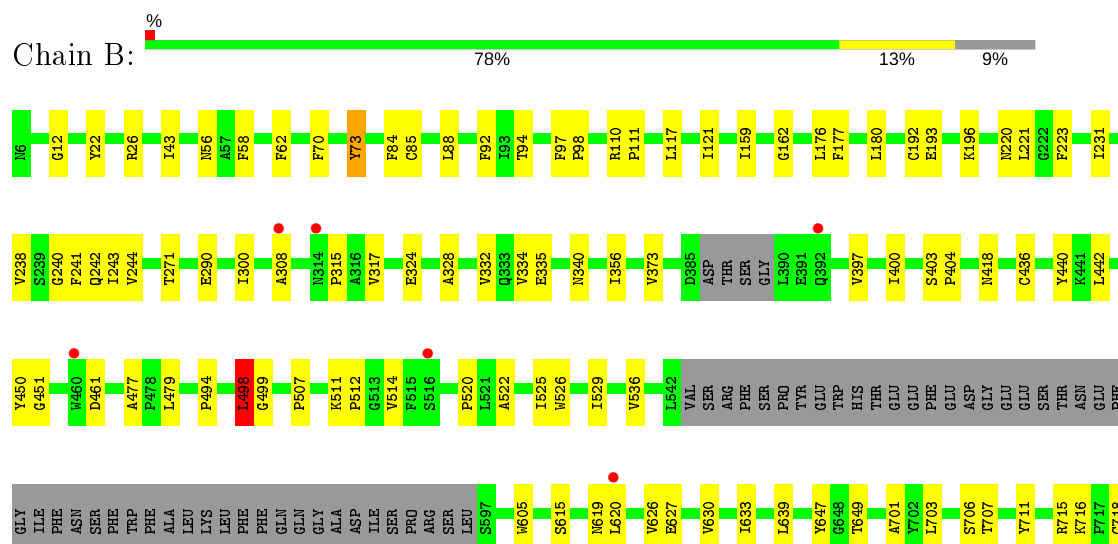 %
Chain B:
78% 13% 9%
N6 G12 Y22 R26 I43 N56 A57 F58 F62 F70 Y73 F84 C85 L88 F92 I93 T94 F97 P98 R110 P111 L117 I121 I159 G162 L176 F177 L180 C192 E193 K196 N220 L221 G222 F223 I231
V238 S239 G240 F241 Q242 I243 V244 T271 E290 I300 A308 N314 P315 A316 V317 E324 A328 V332 Q333 V334 E335 N340 I356 V373 D385 ASP THR SER GLY L390 E391 Q392 V397 I400 S403 P404 N418 C436 Y440 K441 L442
Y450 G451 W460 D461 A477 P478 L479 P494 L498 G499 P507 K511 P512 G513 V514 F515 S516 P520 L521 A522 I525 W526 I529 V536 L542 VAL SER ARG PHE SER PRO TYR GLU TRP HIS THR GLU GLU PHE GLU ASP GLY GLU GLU SER THR ASN GLU PHE
GLY ILE PHE ASN SER PHE TRP PHE ALA LEU LYS LEU PHE PHE GLN GLN GLY ALA ASP ILE SER PRO ARG SER LEU S597 W605 S615 N619 L620 V626 E627 V630 I633 L639 Y647 G648 T649 A701 Y702 L703 S706 T707 Y711 R715 K716 F717